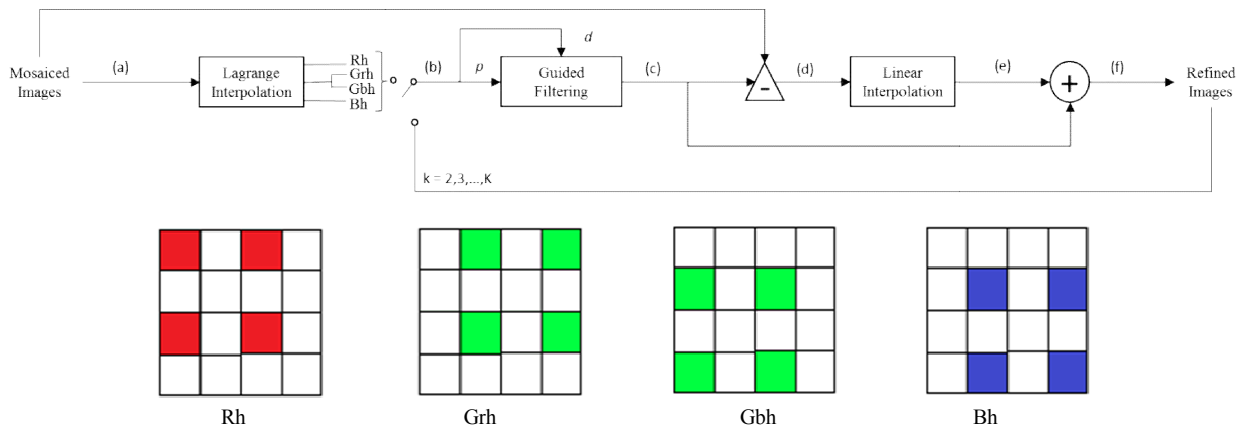 Mosaiced
Images
(a)
Lagrange
Interpolation
Rh
Grh
Gbh
Bh
(b)
p
d
Guided
Filtering
(c)
-
(d)
Linear
Interpolation
(e)
+
(f)
Refined
Images
k = 2,3,...,K
Rh
Grh
Gbh
Bh